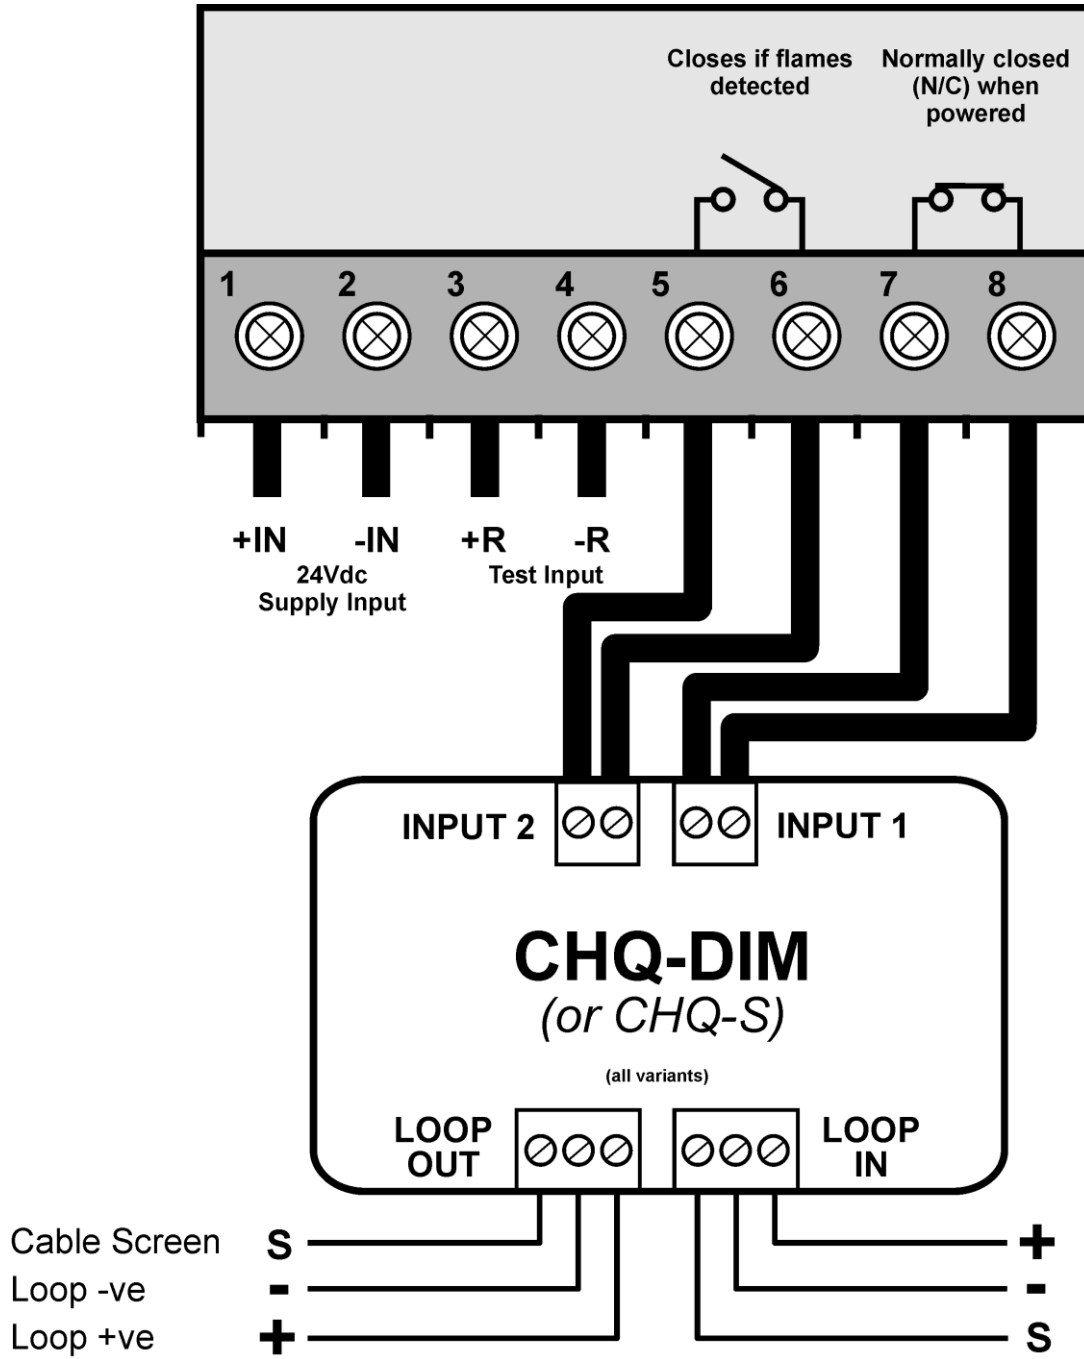 Closes if flames
detected
Normally closed
(N/C) when
powered
1 2 3 4 5 6 7 8
+IN -IN +R -R
24Vdc
Supply Input
Test Input
INPUT 2
INPUT 1
CHQ-DIM
(or CHQ-S)
(all variants)
LOOP
OUT
LOOP
IN
Cable Screen S
Loop -ve -
Loop +ve +
+
-
S